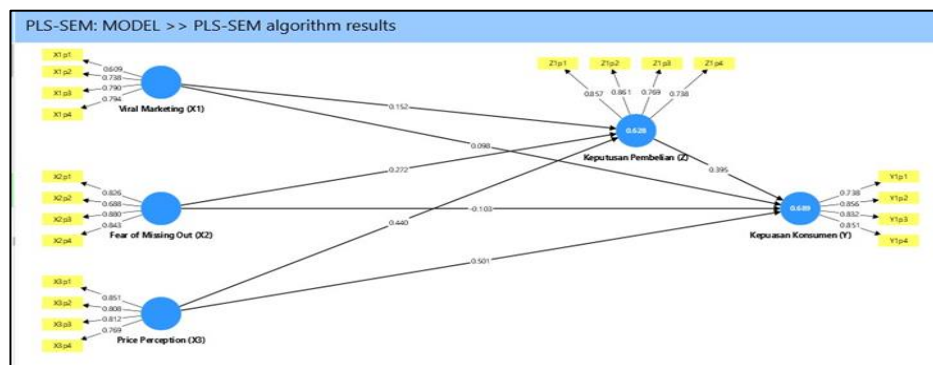 PLS-SEM: MODEL >> PLS-SEM algorithm results
X1p1
X1p2
X1p3
X1p4
0.609
0.738
0.790
0.794
Viral Marketing (X1)
Z1p1
Z1p2
Z1p3
Z1p4
0.857
0.861
0.769
0.738
0.628
Keputusan Pembelian (Z)
0.152
0.098
0.272
0.395
X2p1
X2p2
X2p3
X2p4
0.826
0.688
0.880
0.843
Fear of Missing Out (X2)
-0.103
0.440
0.501
0.689
Kepuasan Konsumen (Y)
Y1p1
Y1p2
Y1p3
Y1p4
0.738
0.856
0.832
0.851
X3p1
X3p2
X3p3
X3p4
0.851
0.808
0.812
0.769
Price Perception (X3)